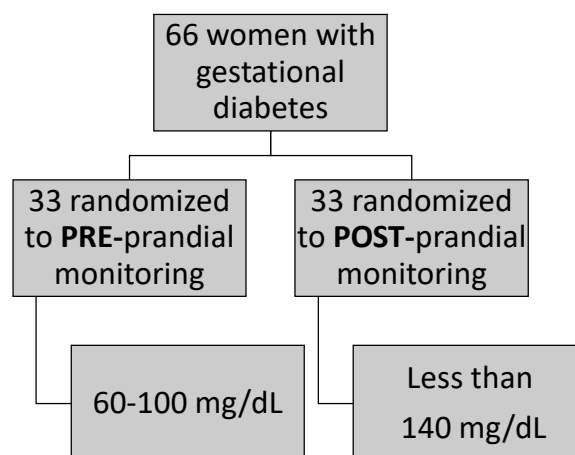 66 women with
gestational
diabetes
33 randomized
to PRE-prandial
monitoring
33 randomized
to POST-prandial
monitoring
60-100 mg/dL
Less than
140 mg/dL